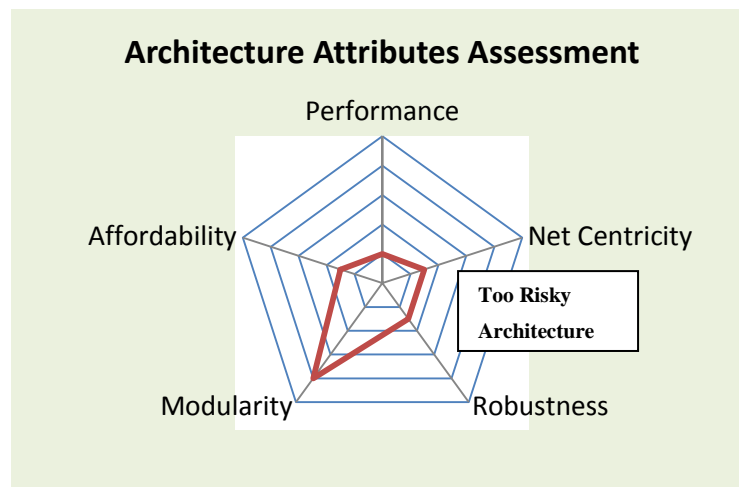 Architecture Attributes Assessment
Performance
Affordability
Net Centricity
Too Risky
Architecture
Modularity
Robustness